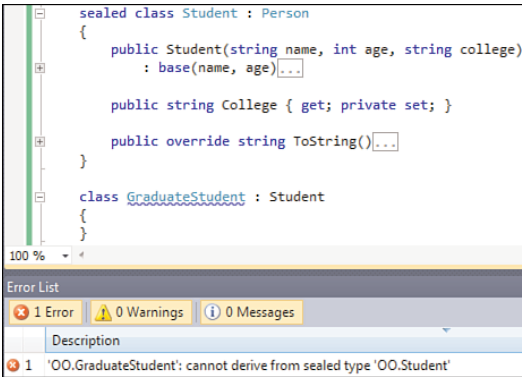 sealed class Student : Person
{
public Student(string name, int age, string college)
: base(name, age)...
public string College { get; private set; }
public override string ToString()...
}
class GraduateStudent : Student
{
}
100 %
Error List
1 Error
0 Warnings
0 Messages
Description
1 'OO.GraduateStudent': cannot derive from sealed type 'OO.Student'